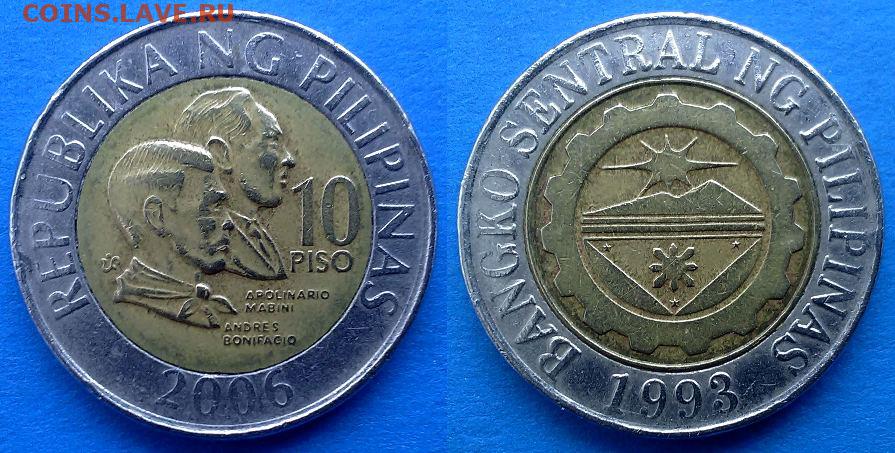 COINS.LAVE.RU
REPUBLIKA NG PILIPINAS
10
PISO
APOLINARIO
MABINI
ANDRES
BONIFACIO
2006
BANGKO SENTRAL NG PILIPINAS
1993